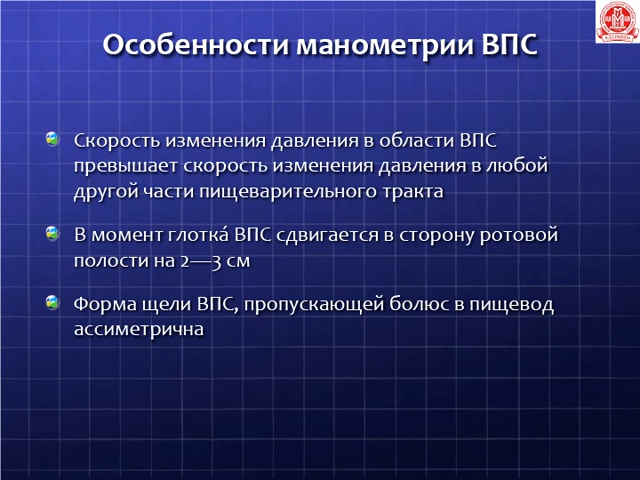 Особенности манометрии ВПС
Скорость изменения давления в области ВПС
превышает скорость изменения давления в любой
другой части пищеварительного тракта
В момент глотка́ ВПС сдвигается в сторону ротовой
полости на 2—3 см
Форма щели ВПС, пропускающей болюс в пищевод
ассиметрична